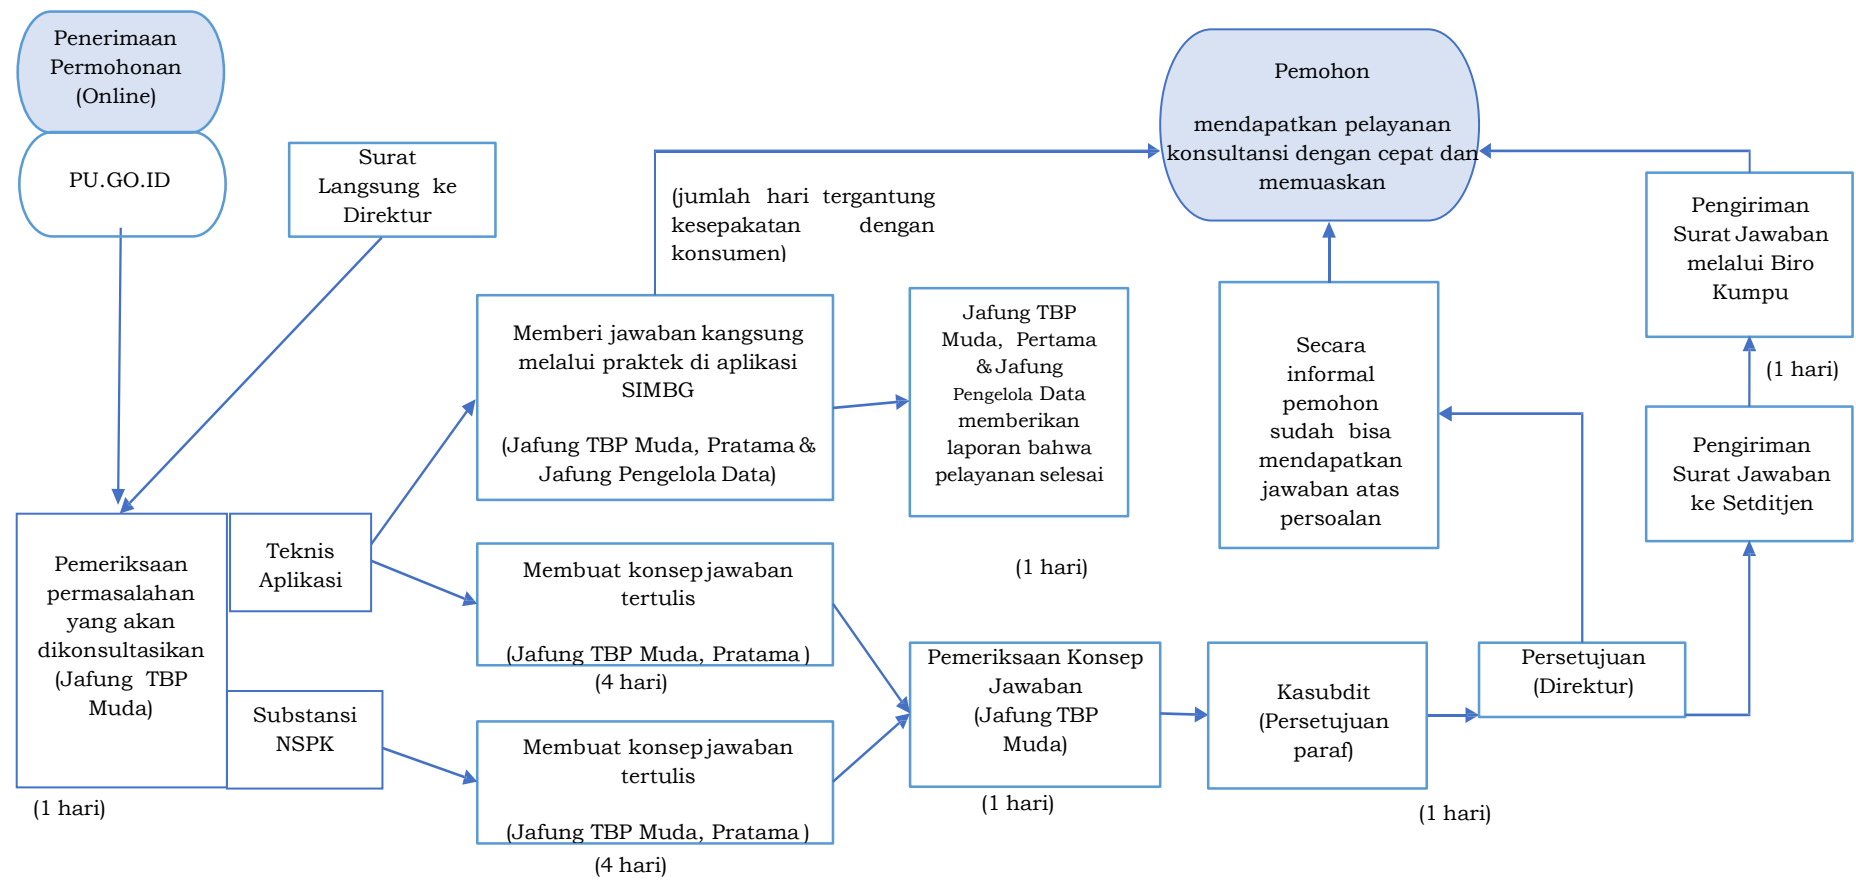 Penerimaan
Permohonan
(Online)
PU.GO.ID
Surat
Langsung ke
Direktur
Pemeriksaan
permasalahan
yang akan
dikonsultasikan
(Jafung TBP
Muda)
(1 hari)
Teknis
Aplikasi
Substansi
NSPK
Memberi jawaban kangsung
melalui praktek di aplikasi
SIMBG
(Jafung TBP Muda, Pratama &
Jafung Pengelola Data)
(jumlah hari tergantung
kesepakatan dengan
konsumen)
Membuat konsep jawaban
tertulis
(Jafung TBP Muda, Pratama )
(4 hari)
Membuat konsep jawaban
tertulis
(Jafung TBP Muda, Pratama )
(4 hari)
Jafung TBP
Muda, Pertama
& Jafung
Pengelola Data
memberikan
laporan bahwa
pelayanan selesai
(1 hari)
Pemeriksaan Konsep
Jawaban
(Jafung TBP
Muda)
(1 hari)
Kasubdit
(Persetujuan
paraf)
(1 hari)
Persetujuan
(Direktur)
Secara
informal
pemohon
sudah bisa
mendapatkan
jawaban atas
persoalan
Pengiriman
Surat Jawaban
ke Setditjen
(1 hari)
Pengiriman
Surat Jawaban
melalui Biro
Kumpu
Pemohon
mendapatkan pelayanan
konsultansi dengan cepat dan
memuaskan